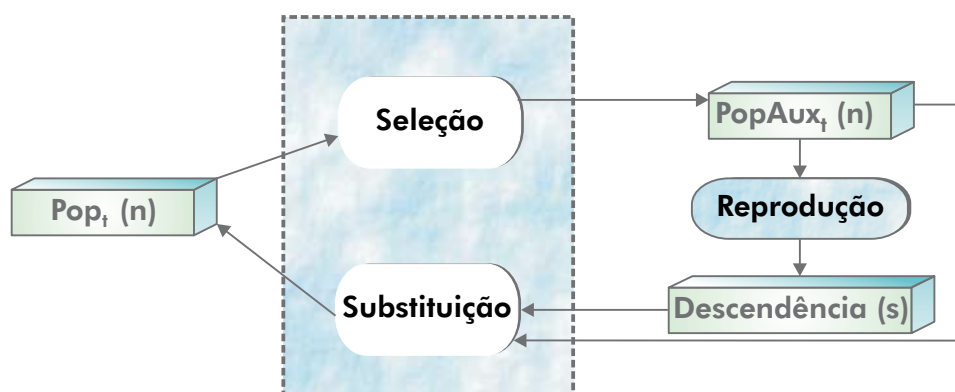 Seleção
PopAuxₜ (n)
Popₜ (n)
Reprodução
Substituição
Descendência (s)